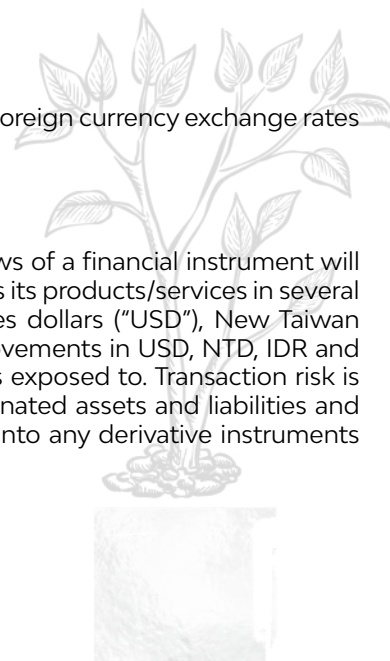 oreign currency exchange rates
ws of a financial instrument will
s its products/services in several
es dollars ("USD"), New Taiwan
ovements in USD, NTD, IDR and
s exposed to. Transaction risk is
nated assets and liabilities and
nto any derivative instruments